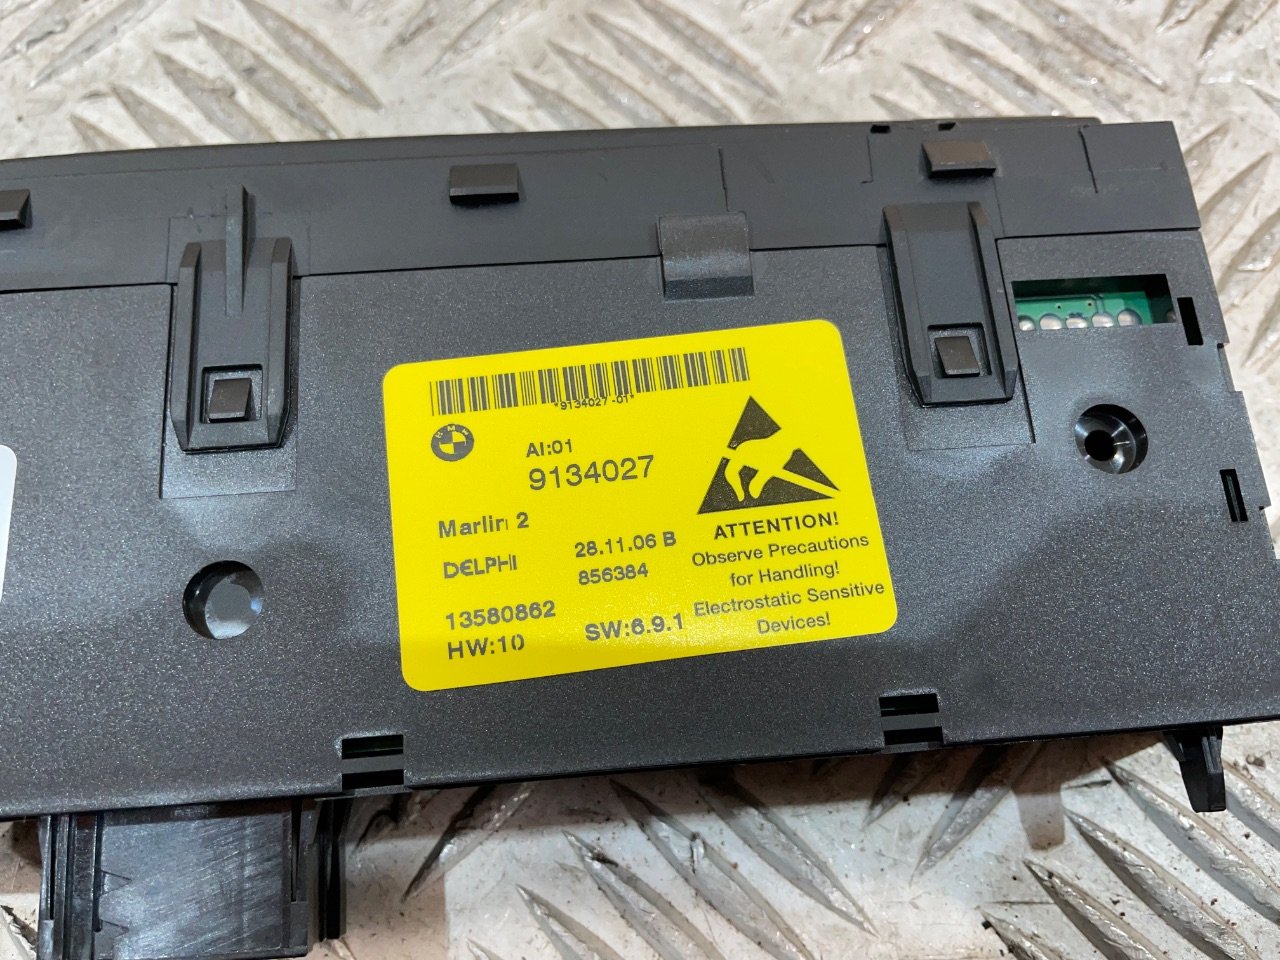 *9134027-01*
BMW
AI:01
9134027
Marlin 2
DELPHI
28.11.06 B
856384
13580862
HW:10
SW:6.9.1
ATTENTION!
Observe Precautions
for Handling!
Electrostatic Sensitive
Devices!